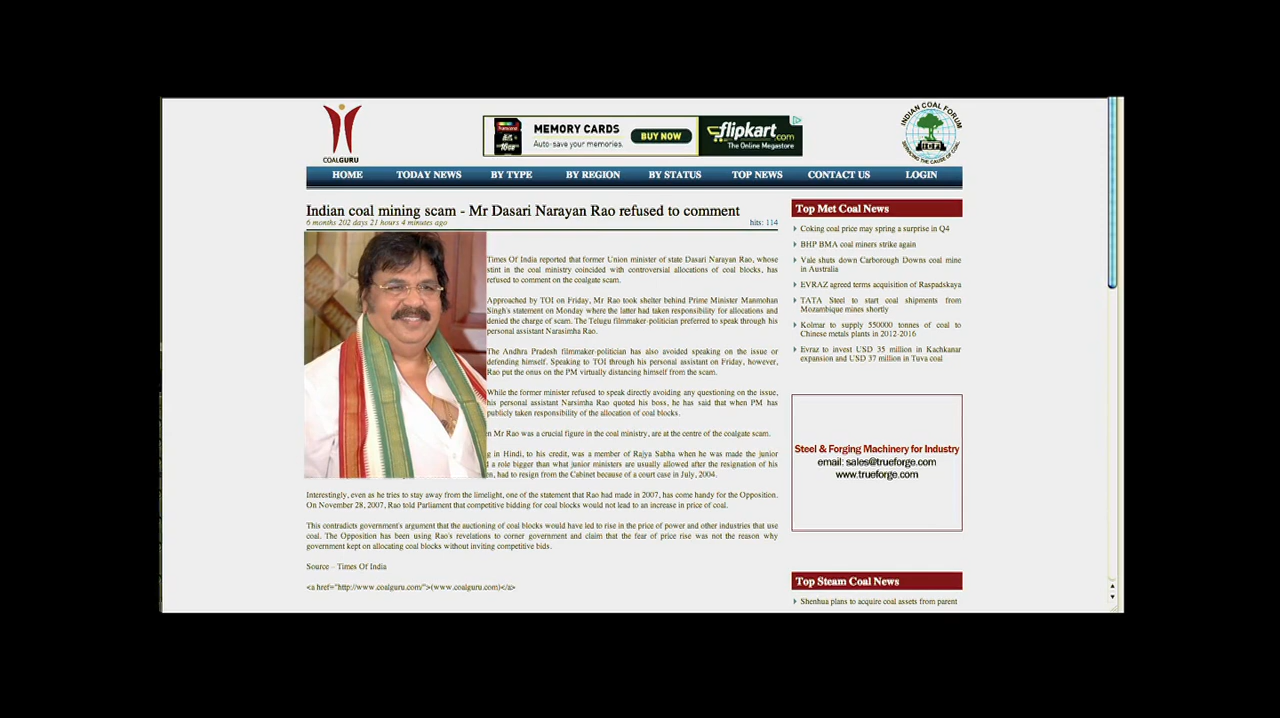 COALGURU
MEMORY CARDS
Auto-save your memories.
BUY NOW
flipkart.com
The Online Megastore
INDIAN COAL FORUM
SERVICING THE CAUSE OF COAL
HOME TODAY NEWS BY TYPE BY REGION BY STATUS TOP NEWS CONTACT US LOGIN
Indian coal mining scam - Mr Dasari Narayan Rao refused to comment
6 months 202 days 21 hours 4 minutes ago
hits: 114
Times Of India reported that former Union minister of state Dasari Narayan Rao, whose
stint in the coal ministry coincided with controversial allocations of coal blocks, has
refused to comment on the coalgate scam.
Approached by TOI on Friday, Mr Rao took shelter behind Prime Minister Manmohan
Singh's statement on Monday where the latter had taken responsibility for allocations and
denied the charge of scam. The Telugu filmmaker-politician preferred to speak through his
personal assistant Narasimha Rao.
The Andhra Pradesh filmmaker-politician has also avoided speaking on the issue or
defending himself. Speaking to TOI through his personal assistant on Friday, however,
Rao put the onus on the PM virtually distancing himself from the scam.
While the former minister refused to speak directly avoiding any questioning on the issue,
his personal assistant Narsimha Rao quoted his boss, he has said that when PM has
publicly taken responsibility of the allocation of coal blocks.
n Mr Rao was a crucial figure in the coal ministry, are at the centre of the coalgate scam.
g in Hindi, to his credit, was a member of Rajya Sabha when he was made the junior
d a role bigger than what junior ministers are usually allowed after the resignation of his
n, had to resign from the Cabinet because of a court case in July, 2004.
Interestingly, even as he tries to stay away from the limelight, one of the statement that Rao had made in 2007, has come handy for the Opposition.
On November 28, 2007, Rao told Parliament that competitive bidding for coal blocks would not lead to an increase in price of coal.
This contradicts government's argument that the auctioning of coal blocks would have led to rise in the price of power and other industries that use
coal. The Opposition has been using Rao's revelations to corner government and claim that the fear of price rise was not the reason why
government kept on allocating coal blocks without inviting competitive bids.
Source – Times Of India
<a href="http://www.coalguru.com/">(www.coalguru.com)</a>
Top Met Coal News
Coking coal price may spring a surprise in Q4
BHP BMA coal miners strike again
Vale shuts down Carborough Downs coal mine
in Australia
EVRAZ agreed terms acquisition of Raspadskaya
TATA Steel to start coal shipments from
Mozambique mines shortly
Kolmar to supply 550000 tonnes of coal to
Chinese metals plants in 2012-2016
Evraz to invest USD 35 million in Kachkanar
expansion and USD 37 million in Tuva coal
Steel & Forging Machinery for Industry
email: sales@trueforge.com
www.trueforge.com
Top Steam Coal News
Shenhua plans to acquire coal assets from parent